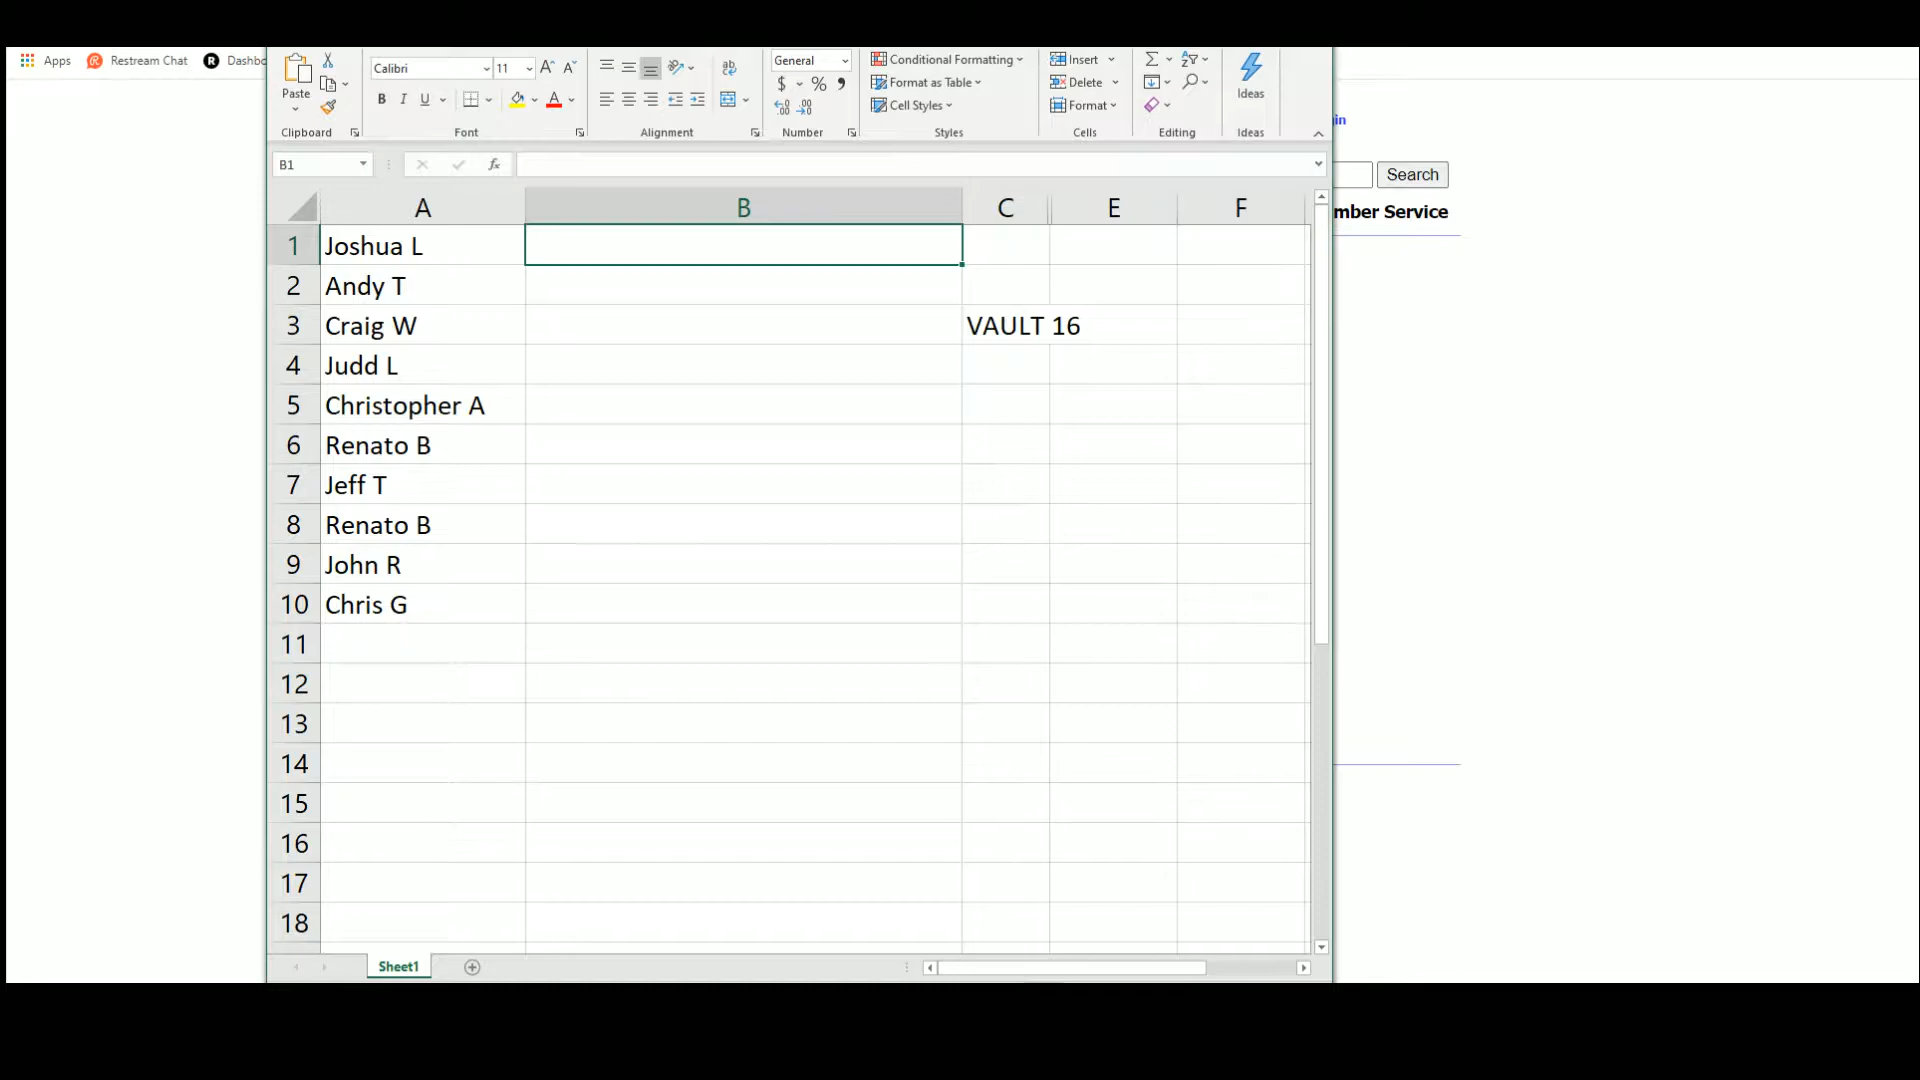 Apps Restream Chat Dashbo
Calibri 11 General Conditional Formatting Insert
Paste Format as Table Delete Ideas
B I U A $ % Cell Styles Format
Clipboard Font Alignment Number Styles Cells Editing Ideas
in
B1 fx Search
mber Service
A B C E F
1 Joshua L
2 Andy T
3 Craig W VAULT 16
4 Judd L
5 Christopher A
6 Renato B
7 Jeff T
8 Renato B
9 John R
10 Chris G
11
12
13
14
15
16
17
18
Sheet1